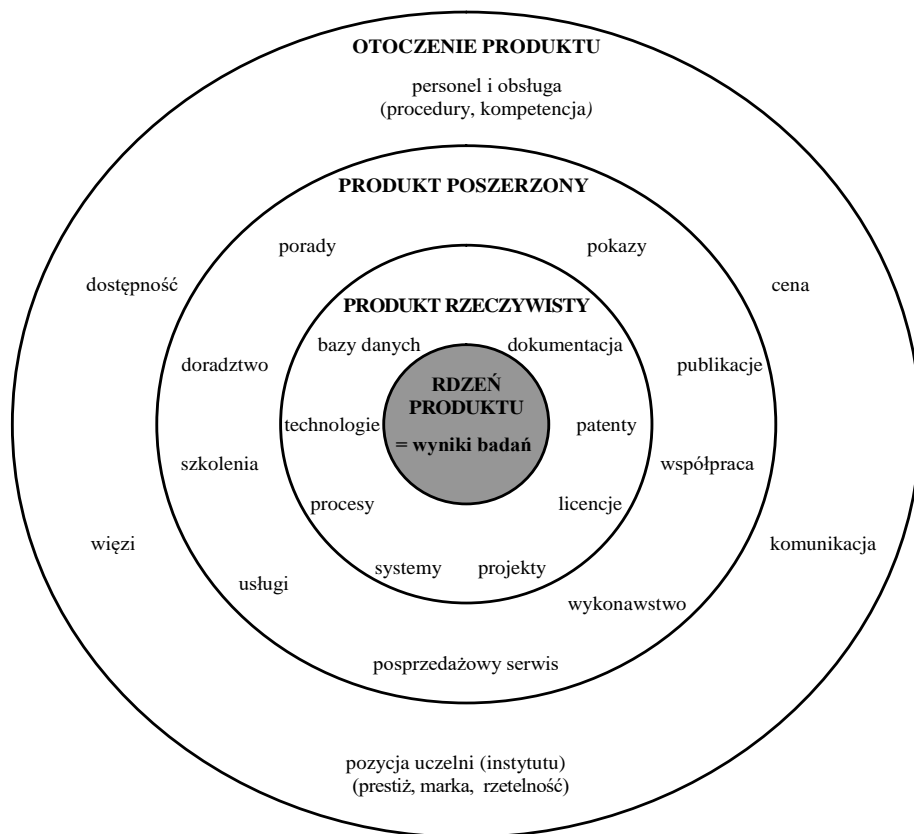 OTOCZENIE PRODUKTU
personel i obsługa
(procedury, kompetencja)
PRODUKT POSZERZONY
porady
pokazy
dostępność
cena
PRODUKT RZECZYWISTY
bazy danych
dokumentacja
doradztwo
publikacje
RDZEŃ
PRODUKTU
= wyniki badań
technologie
patenty
szkolenia
współpraca
procesy
licencje
więzi
komunikacja
systemy
projekty
usługi
wykonawstwo
posprzedażowy serwis
pozycja uczelni (instytutu)
(prestiż, marka, rzetelność)